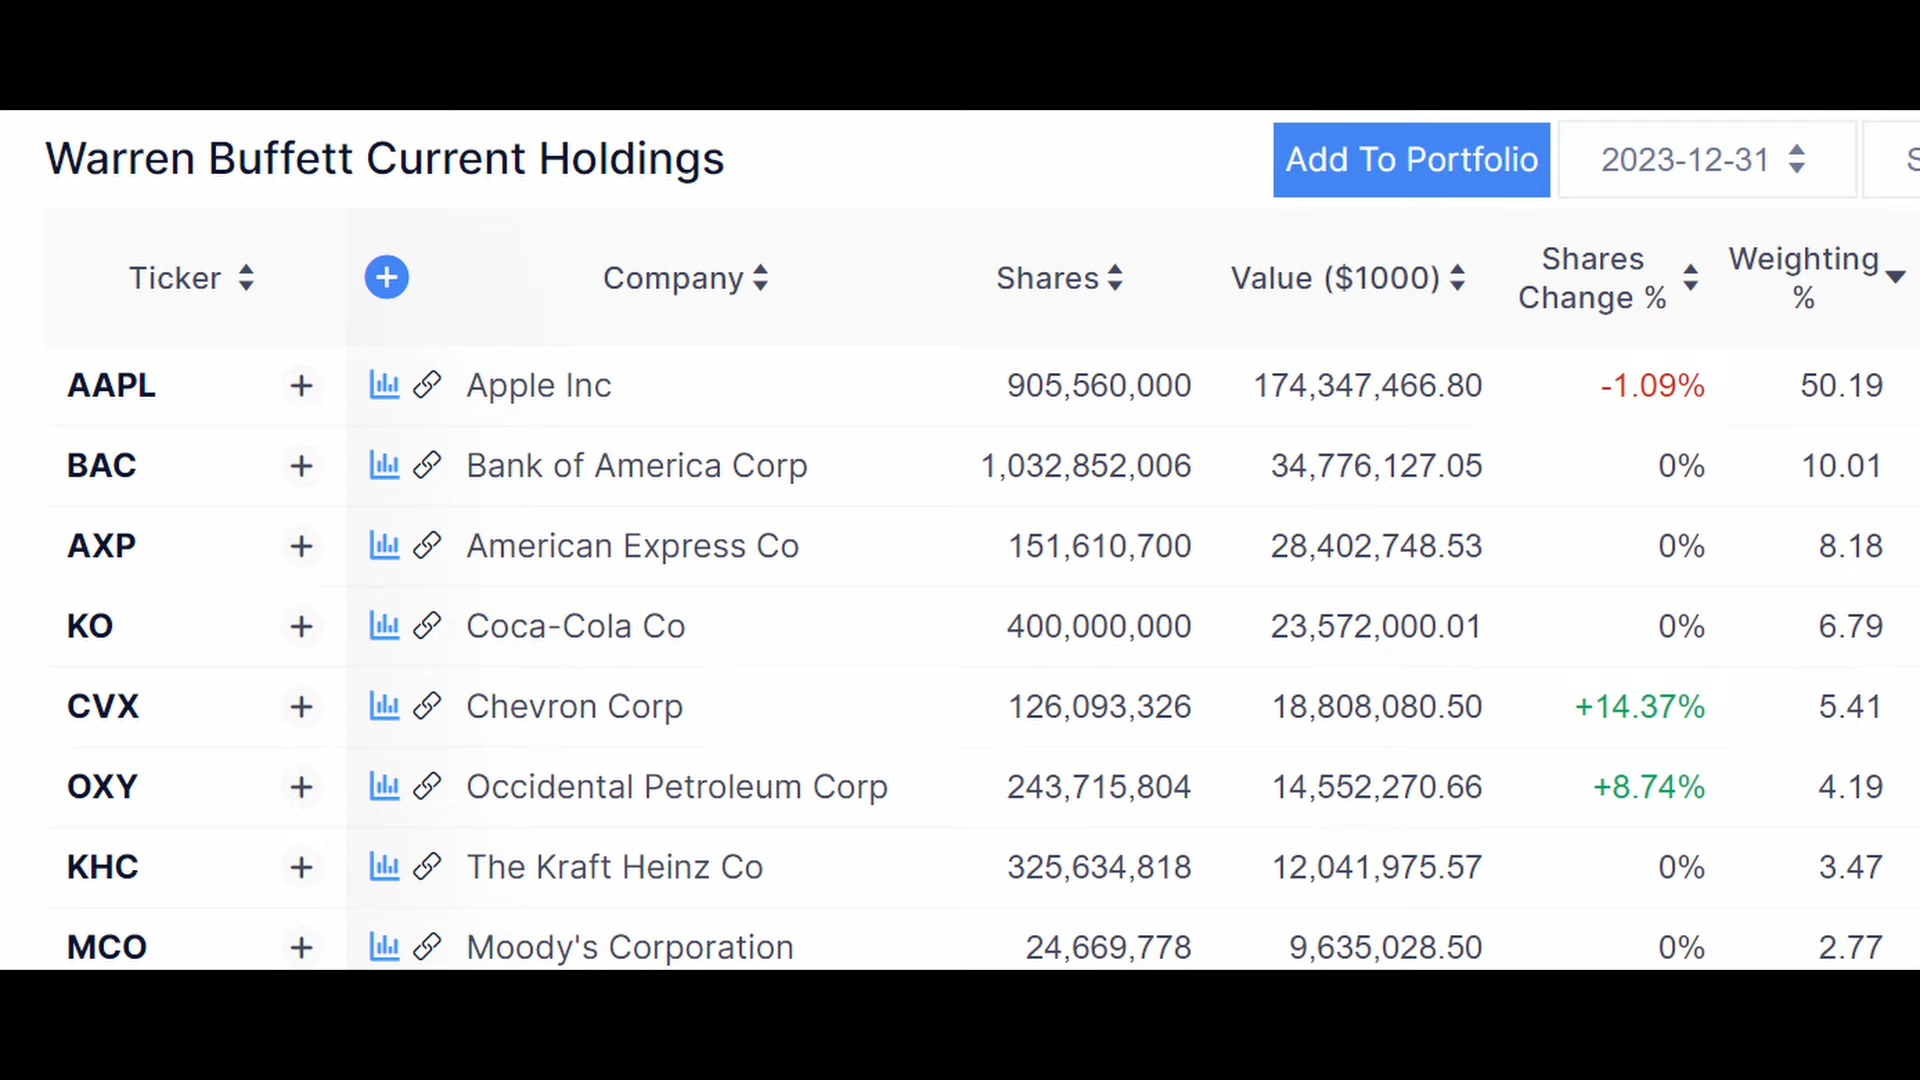 Warren Buffett Current Holdings
Add To Portfolio 2023-12-31 S
Ticker Company Shares Value ($1000) Shares Change % Weighting %
AAPL + Apple Inc 905,560,000 174,347,466.80 -1.09% 50.19
BAC + Bank of America Corp 1,032,852,006 34,776,127.05 0% 10.01
AXP + American Express Co 151,610,700 28,402,748.53 0% 8.18
KO + Coca-Cola Co 400,000,000 23,572,000.01 0% 6.79
CVX + Chevron Corp 126,093,326 18,808,080.50 +14.37% 5.41
OXY + Occidental Petroleum Corp 243,715,804 14,552,270.66 +8.74% 4.19
KHC + The Kraft Heinz Co 325,634,818 12,041,975.57 0% 3.47
MCO + Moody's Corporation 24,669,778 9,635,028.50 0% 2.77